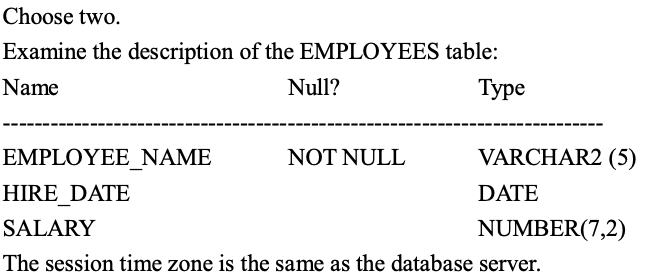 Choose two.
Examine the description of the EMPLOYEES table:
Name Null? Type
---------------------------------------------------------------------------
EMPLOYEE_NAME NOT NULL VARCHAR2 (5)
HIRE_DATE DATE
SALARY NUMBER(7,2)
The session time zone is the same as the database server.